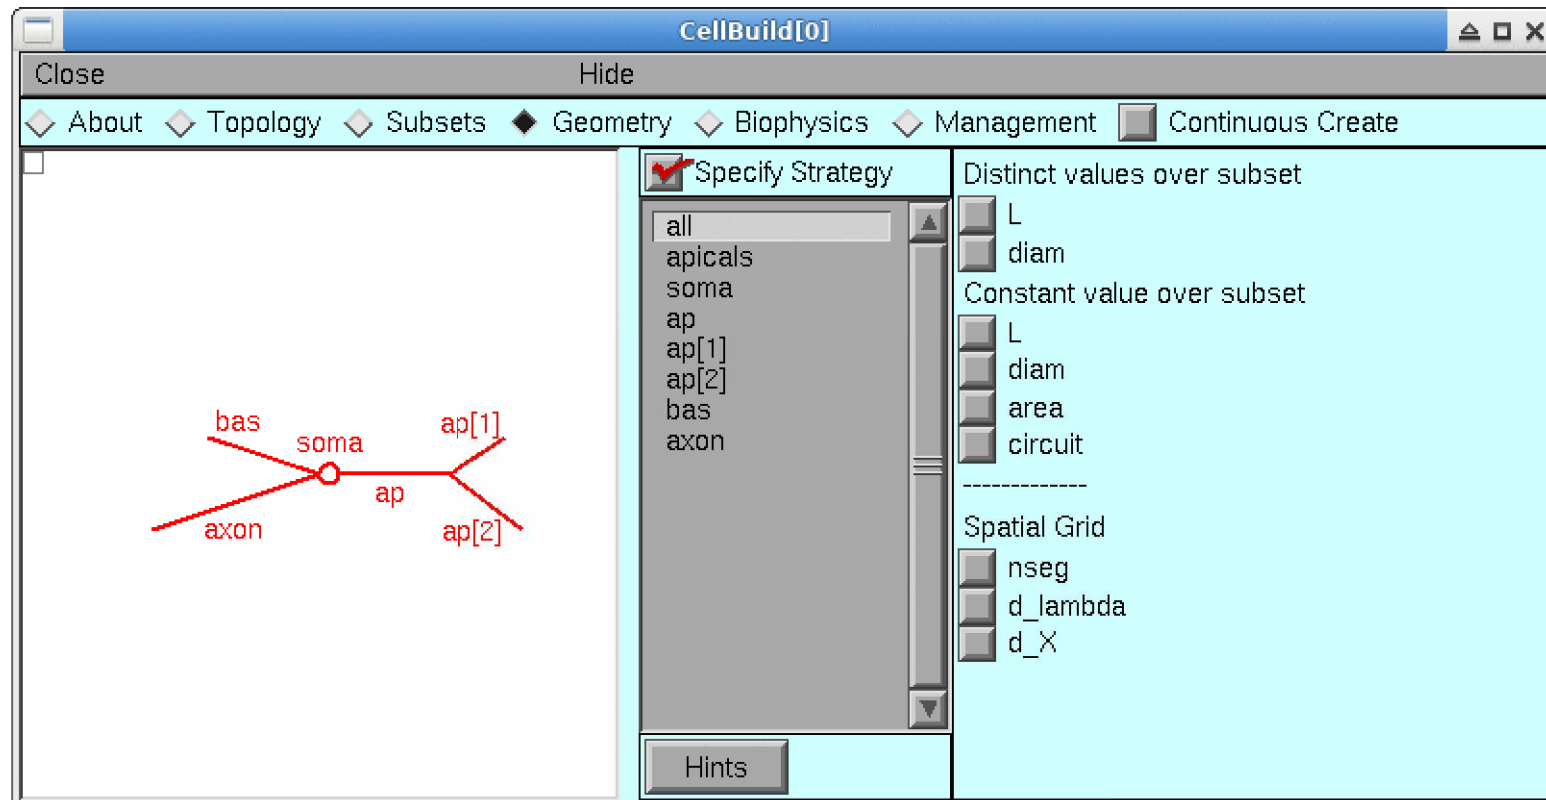 CellBuild[0]
Close Hide
About Topology Subsets Geometry Biophysics Management Continuous Create
bas
soma
ap[1]
ap
axon
ap[2]
Specify Strategy
all
apicals
soma
ap
ap[1]
ap[2]
bas
axon
Hints
Distinct values over subset
L
diam
Constant value over subset
L
diam
area
circuit
-------------
Spatial Grid
nseg
d_lambda
d_X